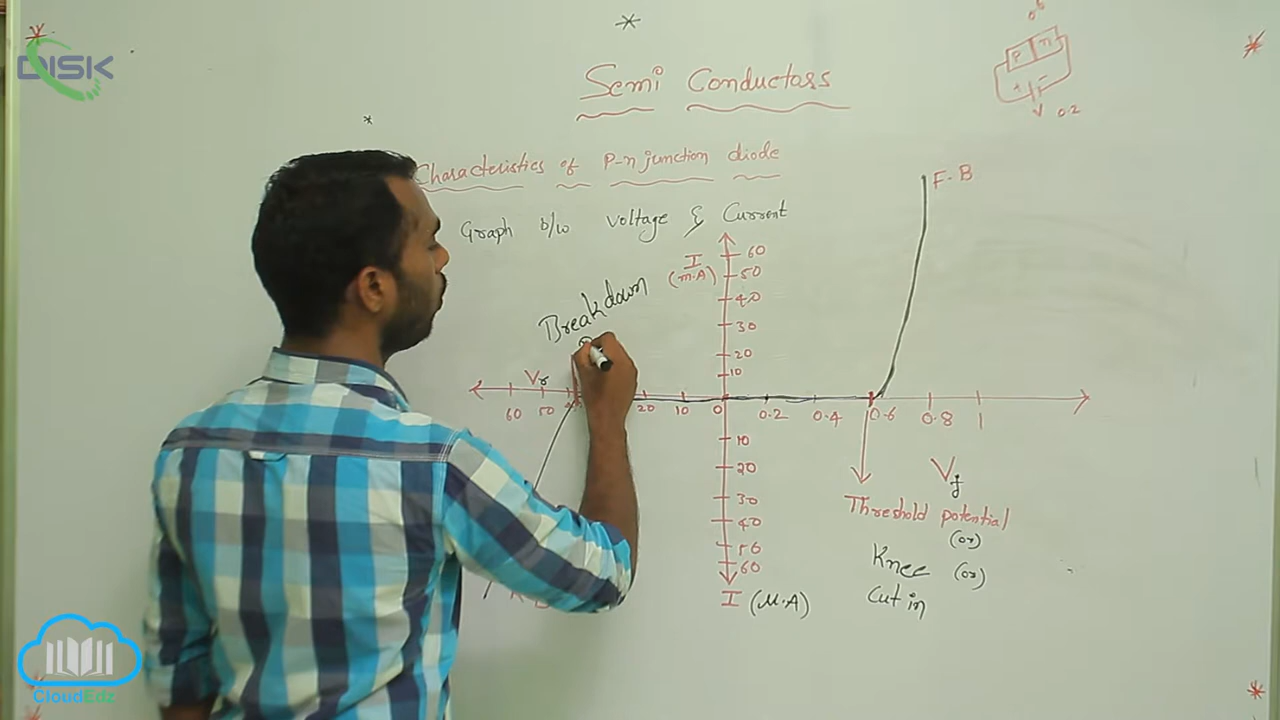 DISK
Semi Conductors
P n
+ -
0.2
Characteristics of P-n junction diode
Graph b/w Voltage & Current
F.B
I
(m.A)
60
50
40
30
20
10
Breakdown
Vr
60 50 20 10 0 0.2 0.4 0.6 0.8 1
10
20
30
40
50
60
I (μ.A)
Vf
Threshold potential
(or)
Knee (or)
Cut in
CloudEdz